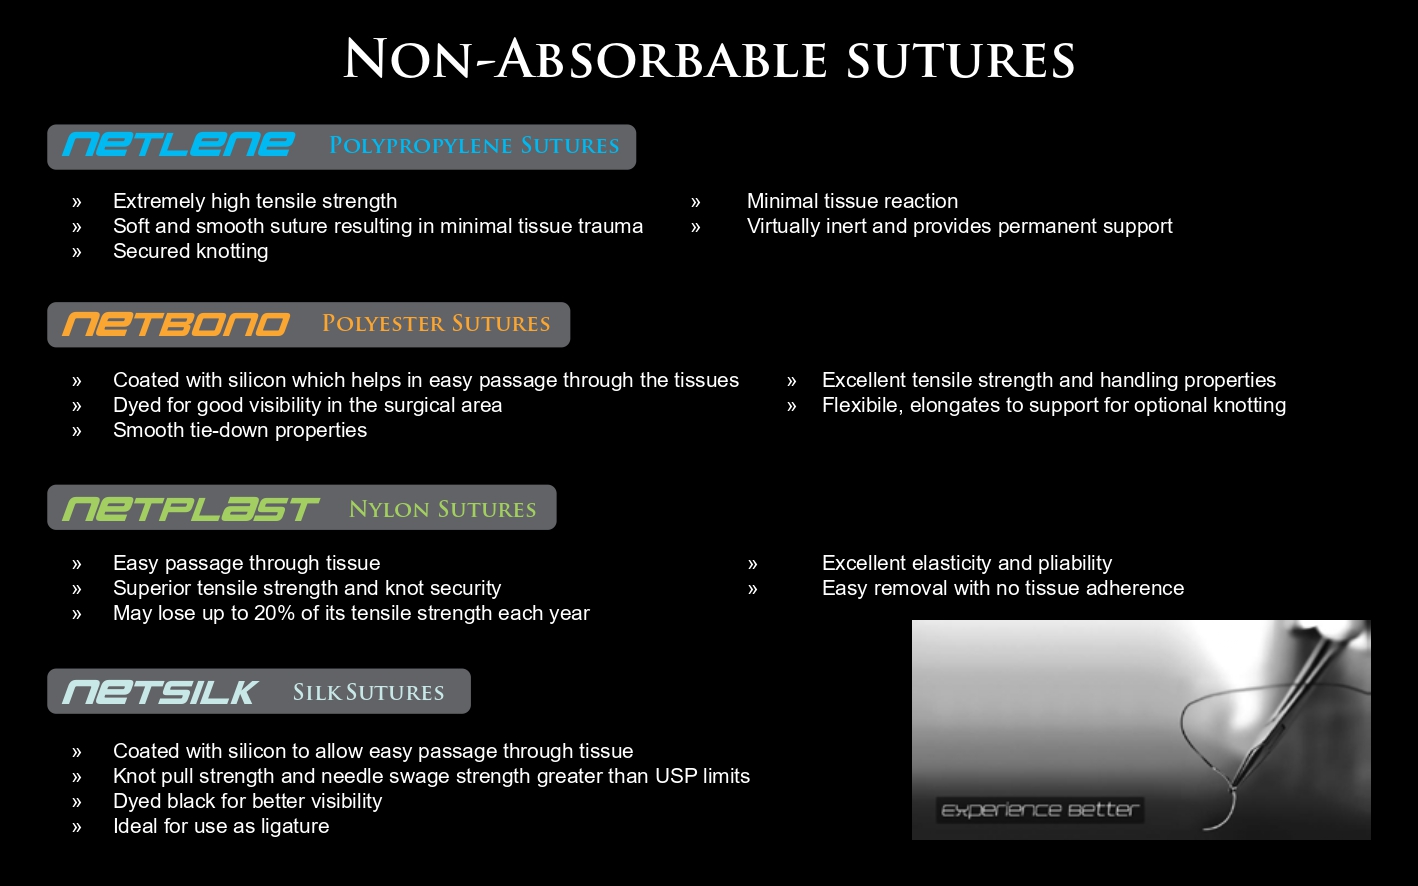 Non-Absorbable sutures
netlene Polypropylene Sutures
» Extremely high tensile strength
» Soft and smooth suture resulting in minimal tissue trauma
» Secured knotting
» Minimal tissue reaction
» Virtually inert and provides permanent support
netbond Polyester Sutures
» Coated with silicon which helps in easy passage through the tissues
» Dyed for good visibility in the surgical area
» Smooth tie-down properties
» Excellent tensile strength and handling properties
» Flexibile, elongates to support for optional knotting
netplast Nylon Sutures
» Easy passage through tissue
» Superior tensile strength and knot security
» May lose up to 20% of its tensile strength each year
» Excellent elasticity and pliability
» Easy removal with no tissue adherence
netsilk Silk Sutures
» Coated with silicon to allow easy passage through tissue
» Knot pull strength and needle swage strength greater than USP limits
» Dyed black for better visibility
» Ideal for use as ligature
experience better